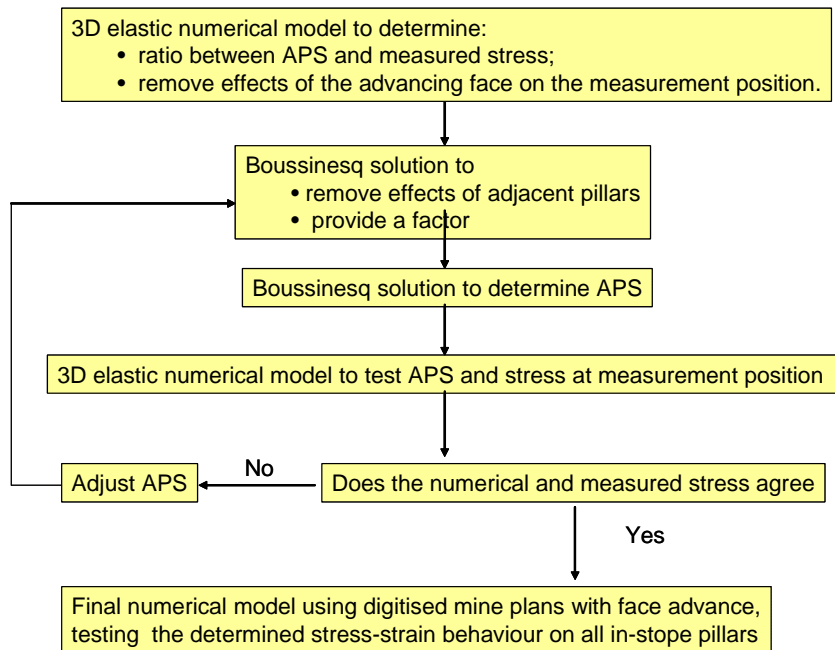 3D elastic numerical model to determine:
• ratio between APS and measured stress;
• remove effects of the advancing face on the measurement position.
Boussinesq solution to
• remove effects of adjacent pillars
• provide a factor
Boussinesq solution to determine APS
3D elastic numerical model to test APS and stress at measurement position
Adjust APS
No
Does the numerical and measured stress agree
Yes
Final numerical model using digitised mine plans with face advance,
testing the determined stress-strain behaviour on all in-stope pillars